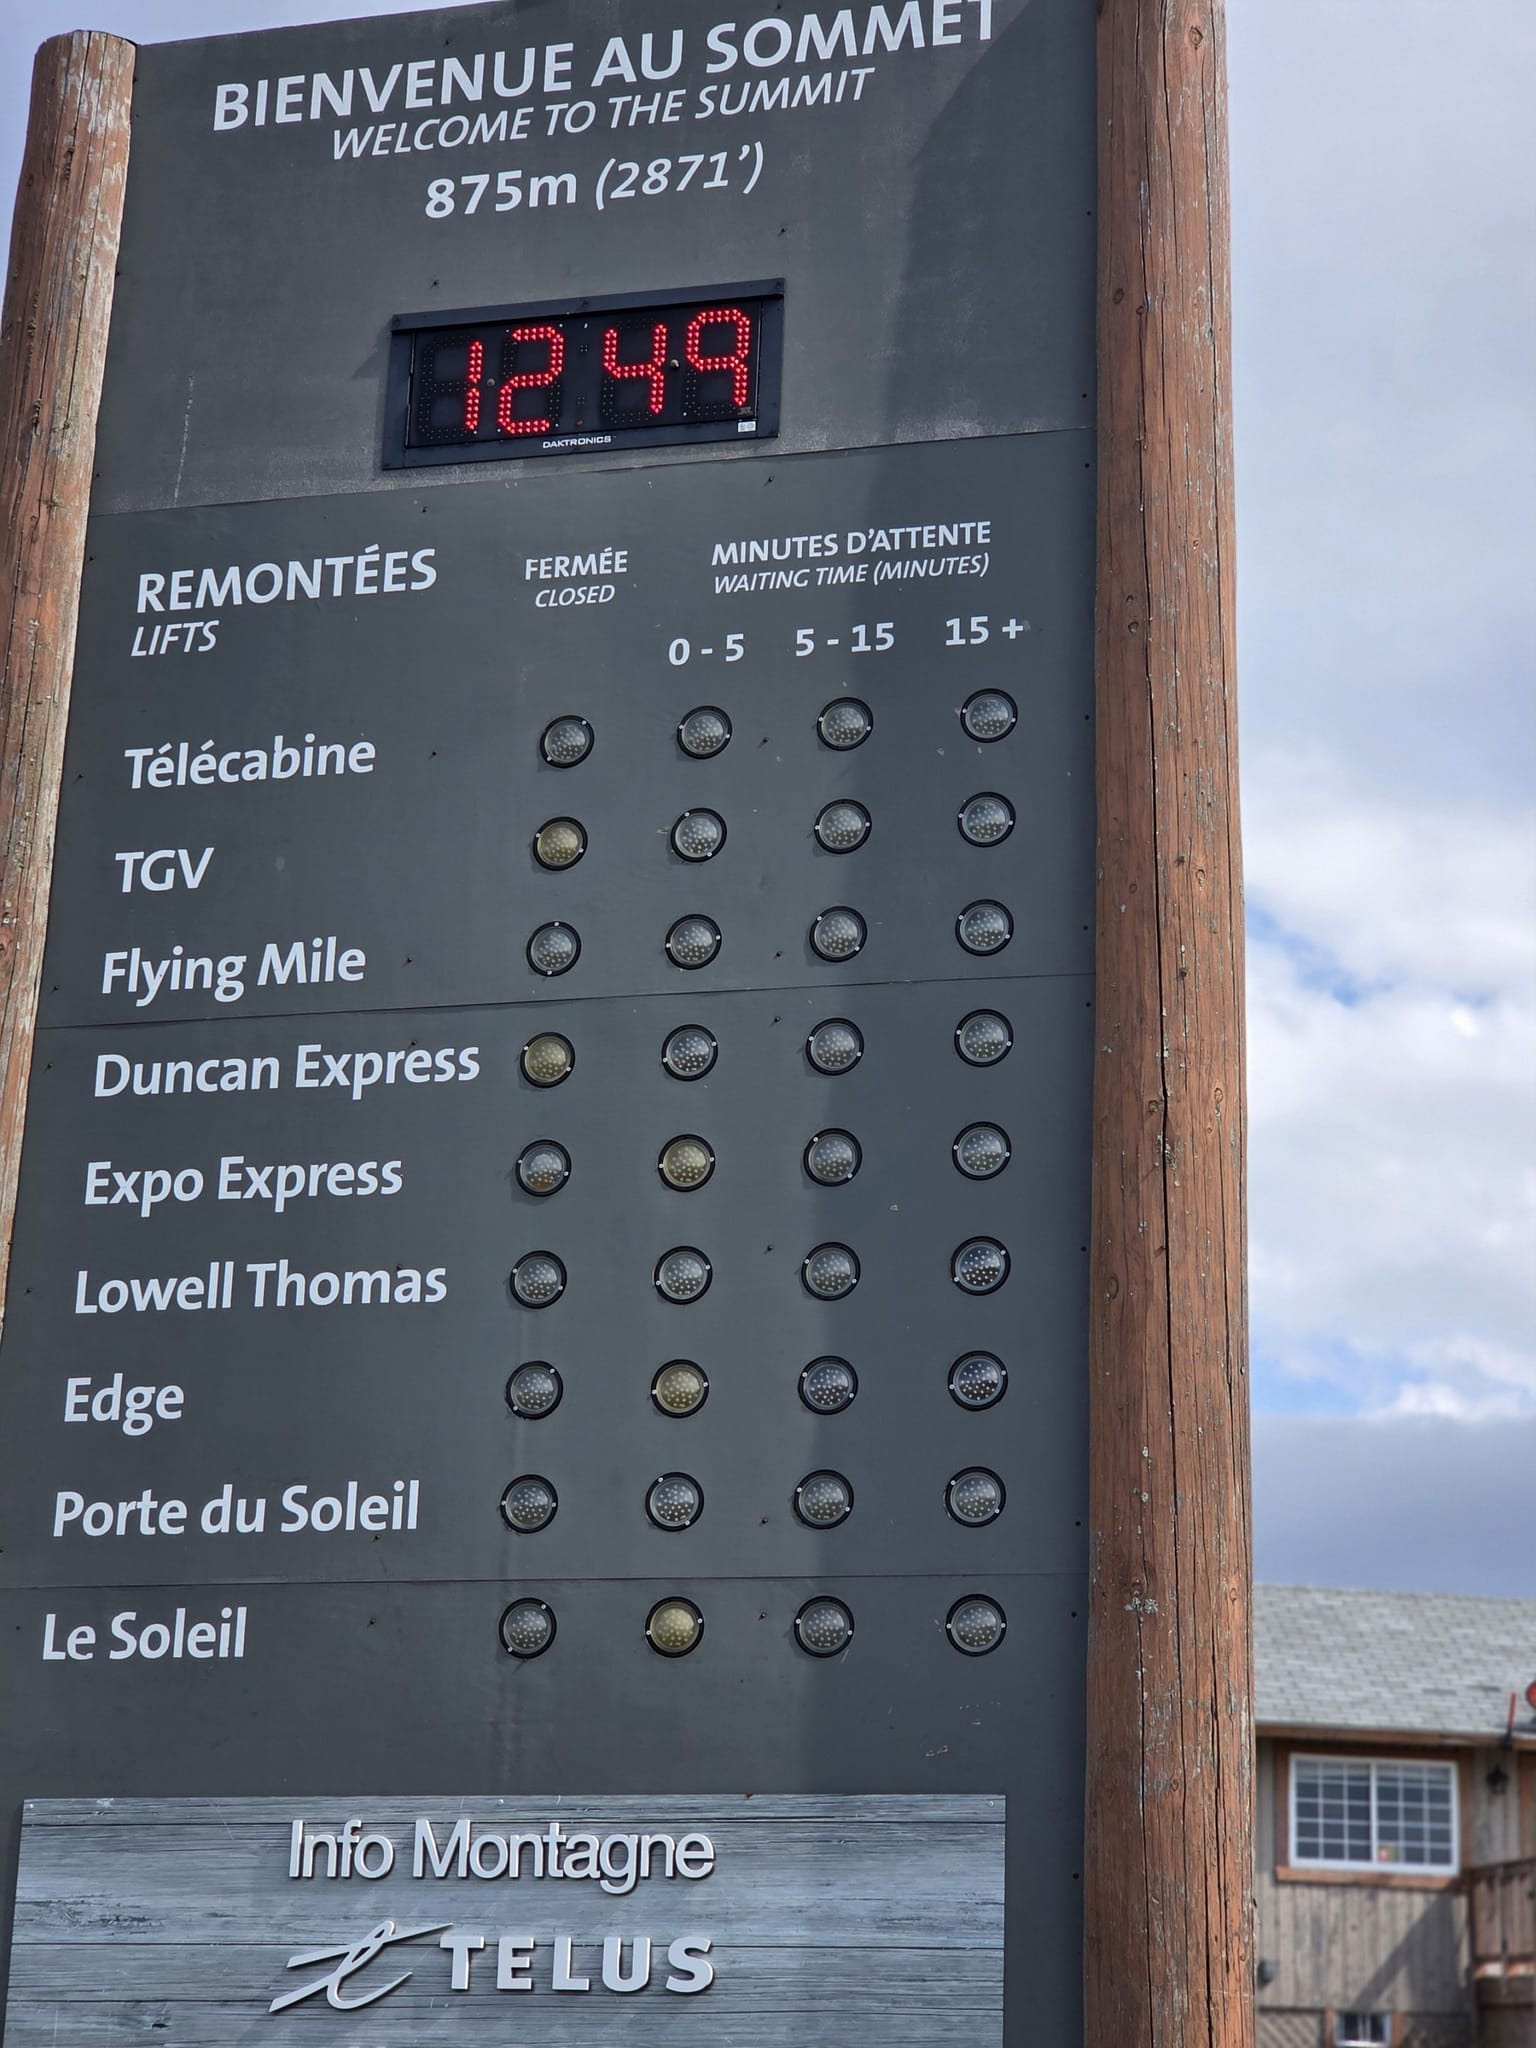 BIENVENUE AU SOMMET
WELCOME TO THE SUMMIT
875m (2871')
12 49
DAKTRONICS
REMONTÉES
LIFTS
FERMÉE
CLOSED
MINUTES D'ATTENTE
WAITING TIME (MINUTES)
0 - 5 5 - 15 15 +
Télécabine
TGV
Flying Mile
Duncan Express
Expo Express
Lowell Thomas
Edge
Porte du Soleil
Le Soleil
Info Montagne
TELUS